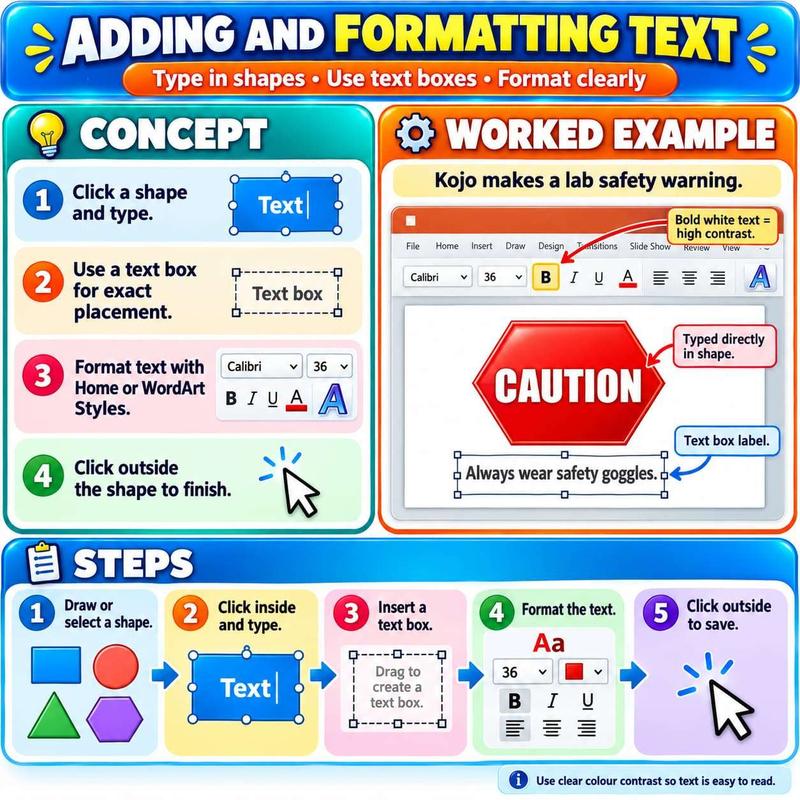 ADDING AND FORMATTING TEXT
Type in shapes • Use text boxes • Format clearly
CONCEPT
1
Click a shape
and type.
Text
2
Use a text box
for exact
placement.
Text box
3
Format text with
Home or WordArt
Styles.
Calibri
36
B I U A A
4
Click outside
the shape to finish.
WORKED EXAMPLE
Kojo makes a lab safety warning.
Bold white text =
high contrast.
File Home Insert Draw Design Transitions Slide Show Review View
Calibri 36 B I U A A
CAUTION
Typed directly
in shape.
Text box label.
Always wear safety goggles.
STEPS
1
Draw or
select a shape.
2
Click inside
and type.
Text
3
Insert a
text box.
Drag to
create a
text box.
4
Format the text.
Aa
36
B I U
5
Click outside
to save.
i Use clear colour contrast so text is easy to read.